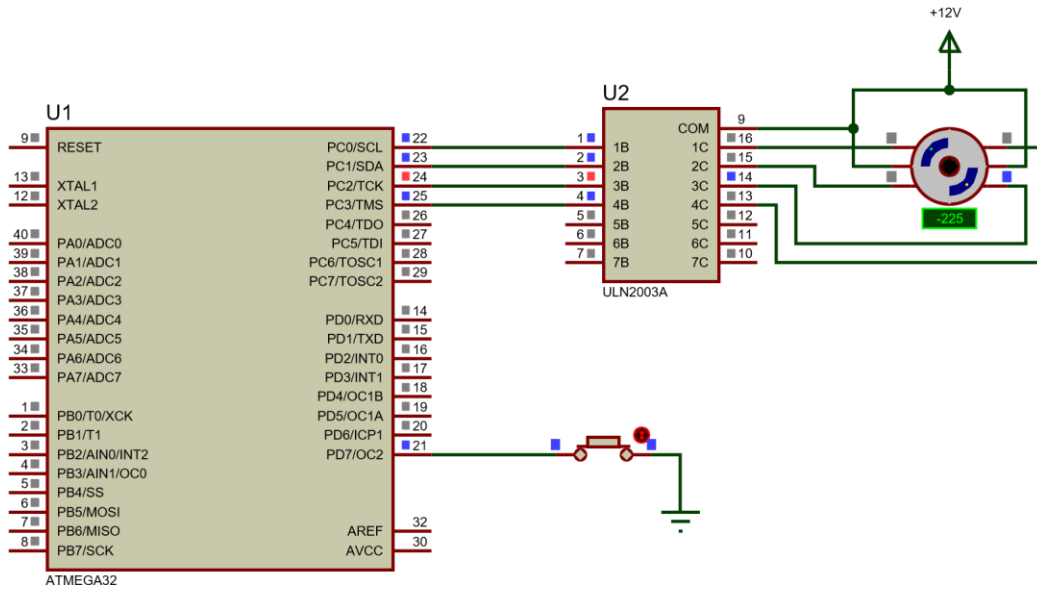 +12V
U1
U2
9 RESET
13 XTAL1
12 XTAL2
40 PA0/ADC0
39 PA1/ADC1
38 PA2/ADC2
37 PA3/ADC3
36 PA4/ADC4
35 PA5/ADC5
34 PA6/ADC6
33 PA7/ADC7
1 PB0/T0/XCK
2 PB1/T1
3 PB2/AIN0/INT2
4 PB3/AIN1/OC0
5 PB4/SS
6 PB5/MOSI
7 PB6/MISO
8 PB7/SCK
PC0/SCL 22
PC1/SDA 23
PC2/TCK 24
PC3/TMS 25
PC4/TDO 26
PC5/TDI 27
PC6/TOSC1 28
PC7/TOSC2 29
PD0/RXD 14
PD1/TXD 15
PD2/INT0 16
PD3/INT1 17
PD4/OC1B 18
PD5/OC1A 19
PD6/ICP1 20
PD7/OC2 21
AREF 32
AVCC 30
ATMEGA32
1 1B
2 2B
3 3B
4 4B
5 5B
6 6B
7 7B
COM 9
1C 16
2C 15
3C 14
4C 13
5C 12
6C 11
7C 10
ULN2003A
-225